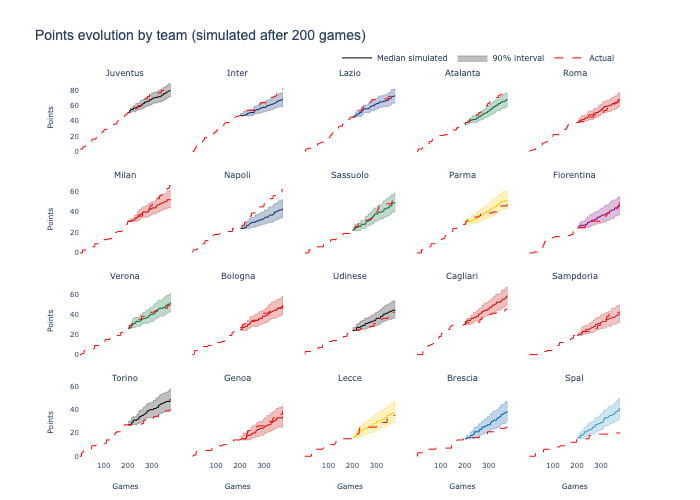 Points evolution by team (simulated after 200 games)
Median simulated 90% interval Actual
Juventus Inter Lazio Atalanta Roma
80
60
40
20
0
Points
Milan Napoli Sassuolo Parma Fiorentina
60
40
20
0
Points
Verona Bologna Udinese Cagliari Sampdoria
60
40
20
0
Points
Torino Genoa Lecce Brescia Spal
60
40
20
0
Points
100 200 300 100 200 300 100 200 300 100 200 300 100 200 300
Games Games Games Games Games